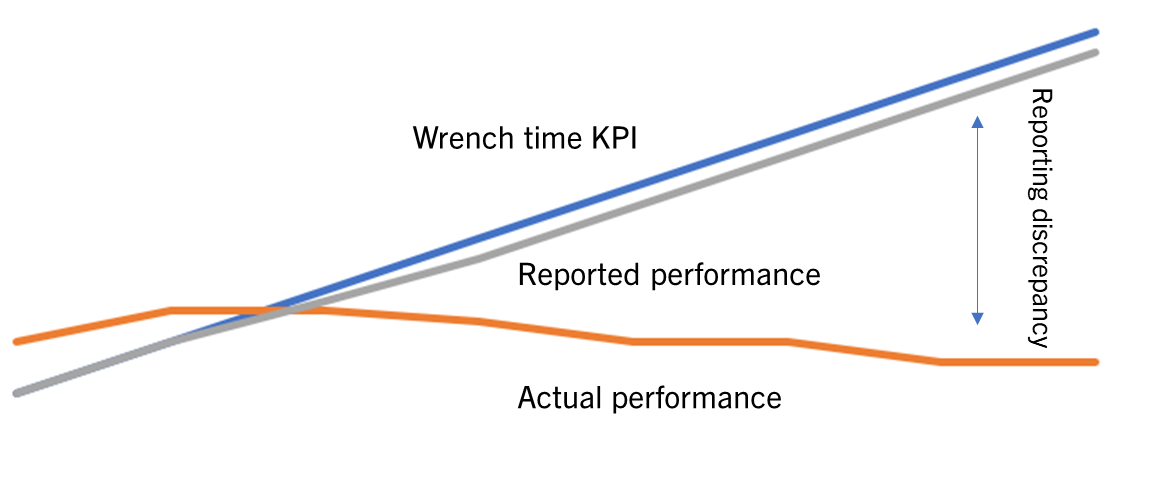 Wrench time KPI
Reporting discrepancy
Reported performance
Actual performance